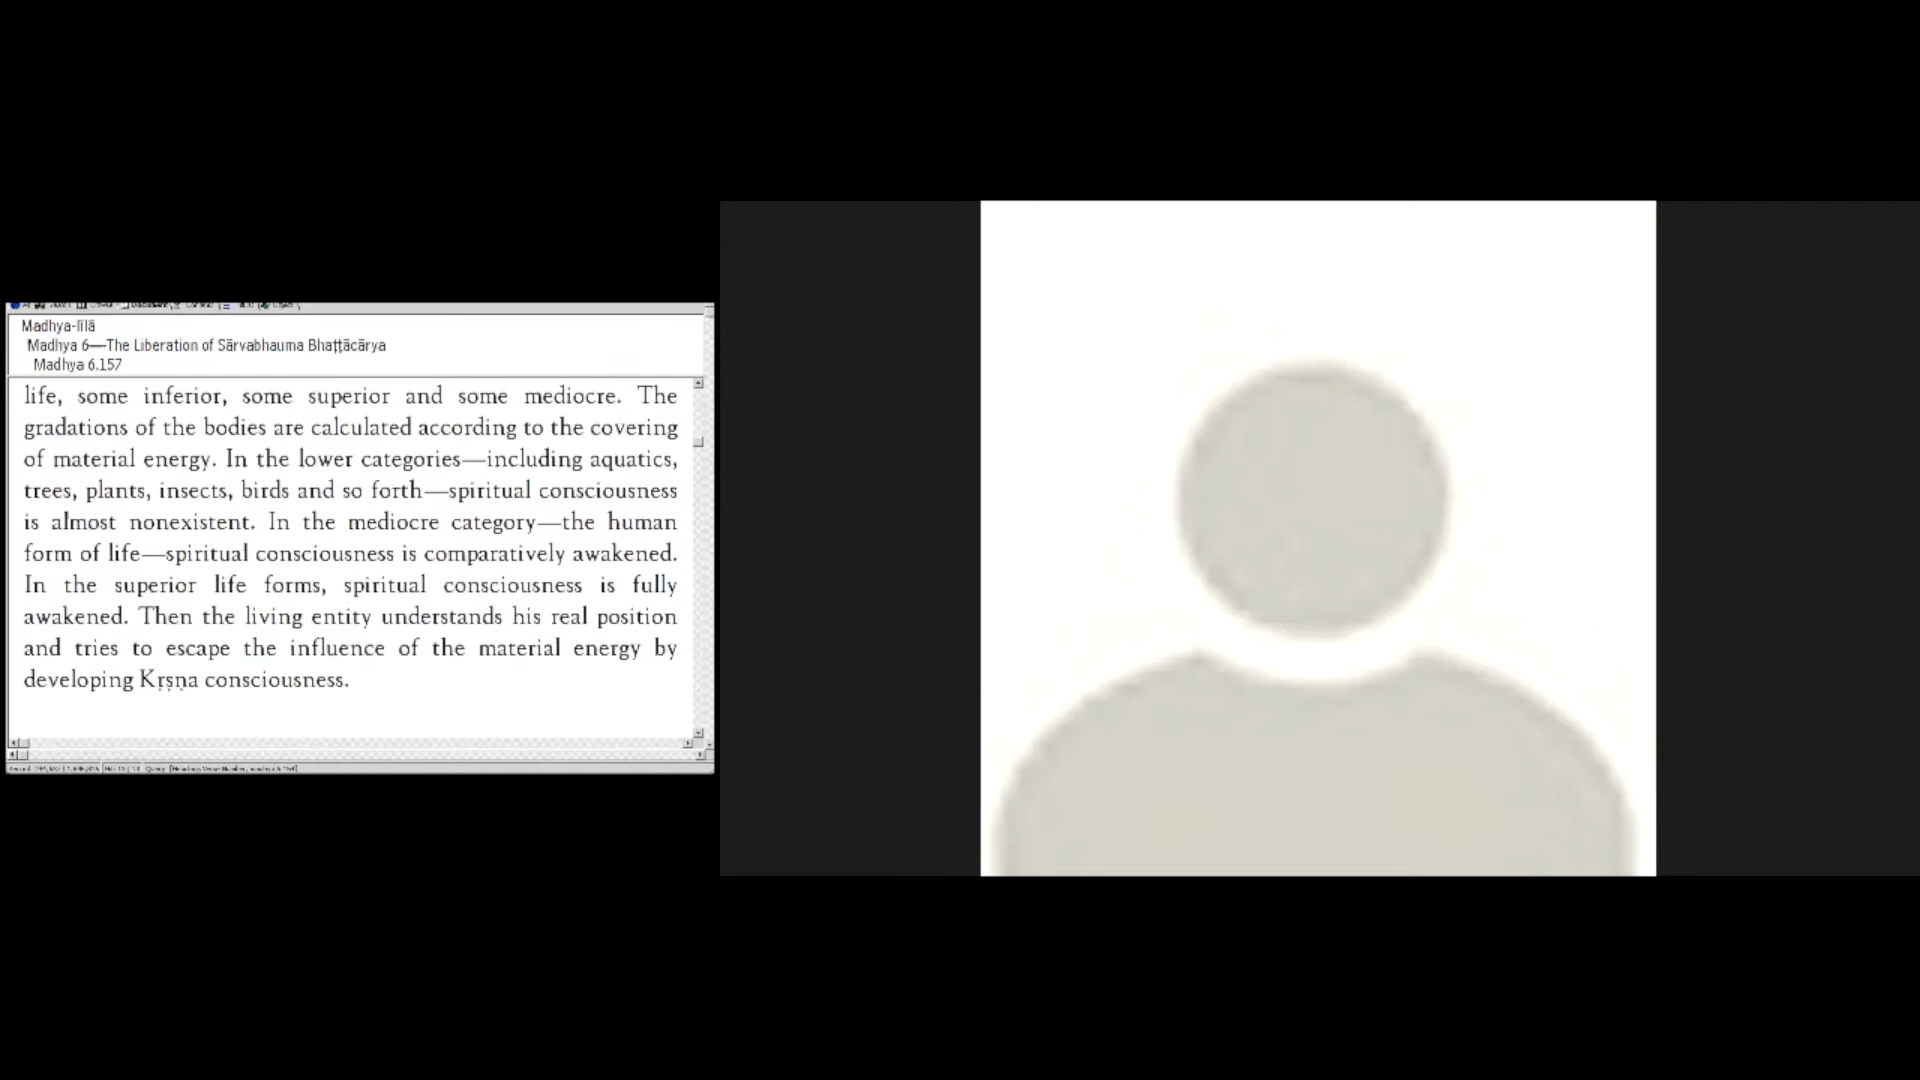 Madhya-līlā
Madhya 6—The Liberation of Sārvabhauma Bhaṭṭācārya
Madhya 6.157
life, some inferior, some superior and some mediocre. The
gradations of the bodies are calculated according to the covering
of material energy. In the lower categories—including aquatics,
trees, plants, insects, birds and so forth—spiritual consciousness
is almost nonexistent. In the mediocre category—the human
form of life—spiritual consciousness is comparatively awakened.
In the superior life forms, spiritual consciousness is fully
awakened. Then the living entity understands his real position
and tries to escape the influence of the material energy by
developing Kṛṣṇa consciousness.